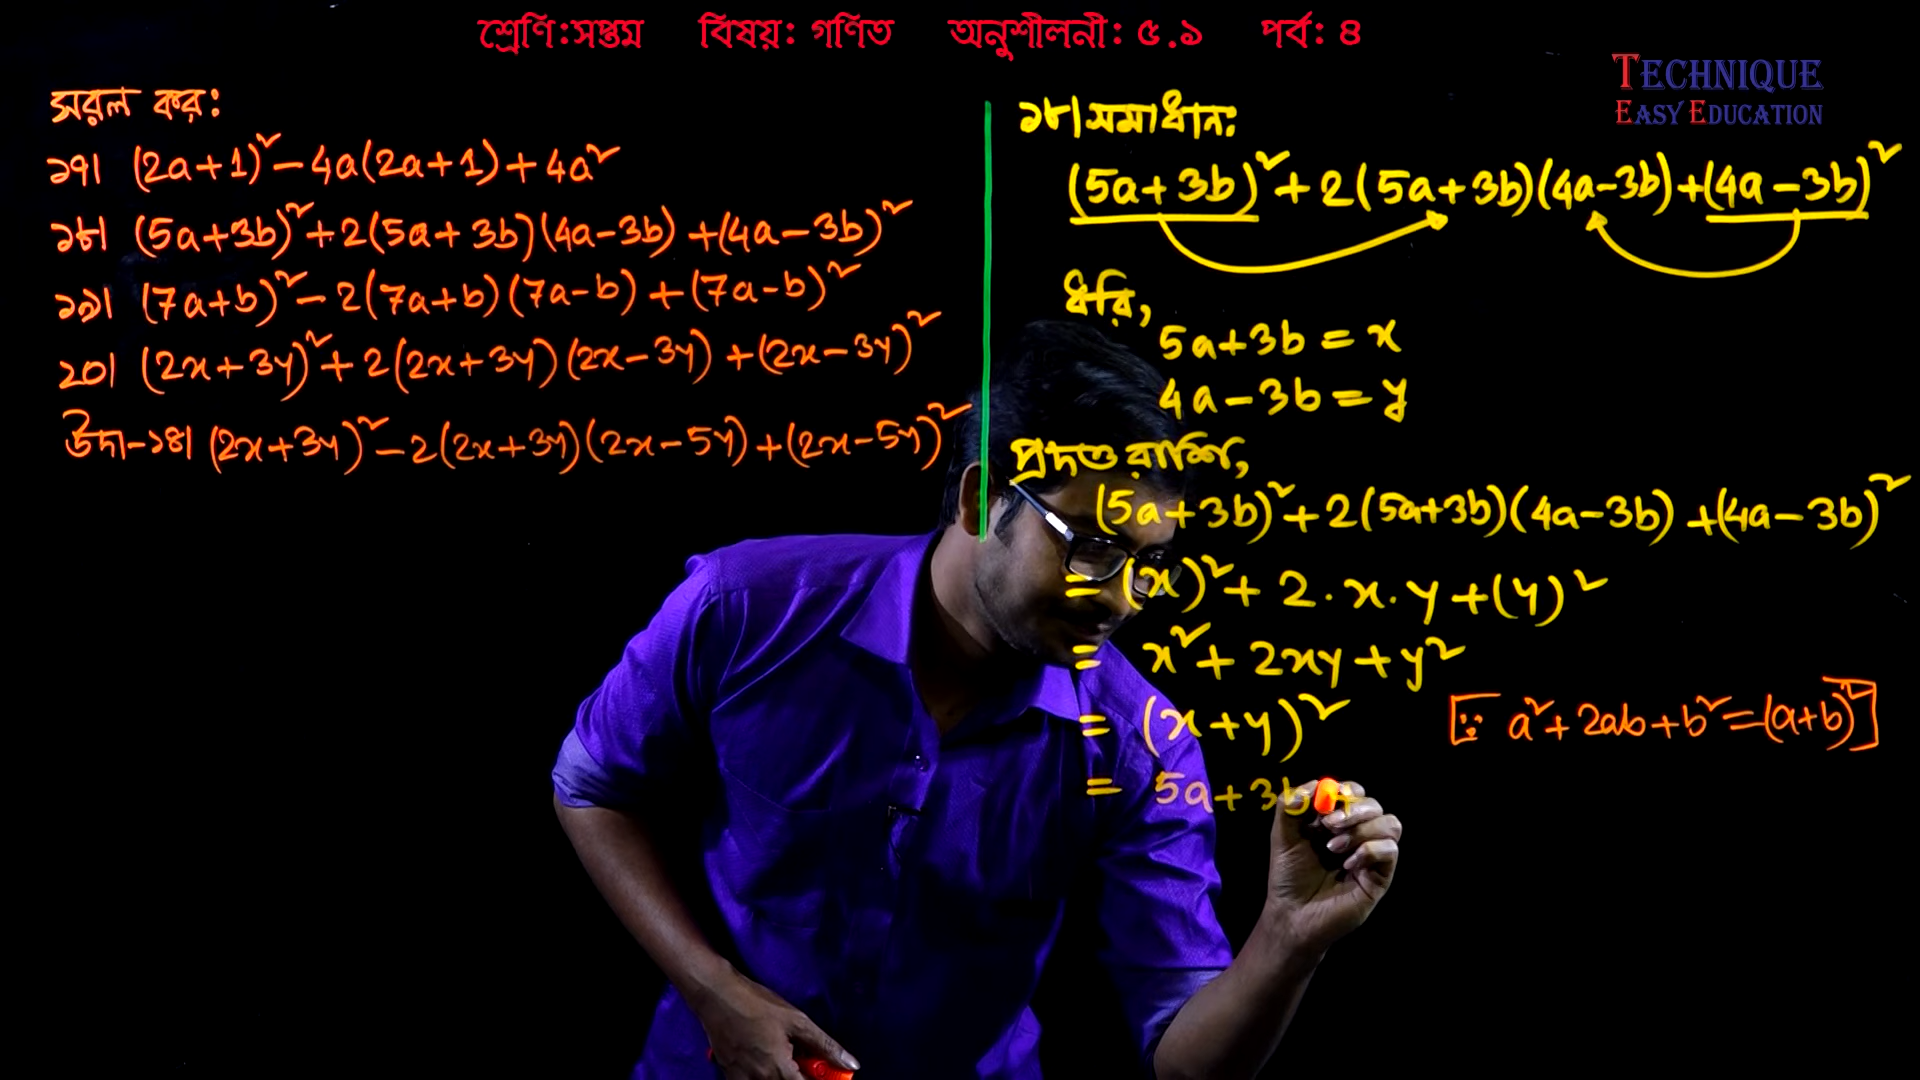 শ্রেণি:সপ্তম বিষয়: গণিত অনুশীলনী: ৫.১ পর্ব: ৪
TECHNIQUE
EASY EDUCATION
সরল কর:
১৭। (2a+1)² - 4a(2a+1) + 4a²
১৮। (5a+3b)² + 2(5a+3b)(4a-3b) + (4a-3b)²
১৯। (7a+b)² - 2(7a+b)(7a-b) + (7a-b)²
২০। (2x+3y)² + 2(2x+3y)(2x-3y) + (2x-3y)²
উদা-১৪। (2x+3y)² - 2(2x+3y)(2x-5y) + (2x-5y)²
১৮। সমাধান:
(5a+3b)² + 2(5a+3b)(4a-3b) + (4a-3b)²
ধরি,
5a+3b = x
4a-3b = y
প্রদত্ত রাশি,
(5a+3b)² + 2(5a+3b)(4a-3b) + (4a-3b)²
= (x)² + 2.x.y + (y)²
= x² + 2xy + y²
= (x+y)² [∵ a²+2ab+b²=(a+b)²]
= 5a+3b+